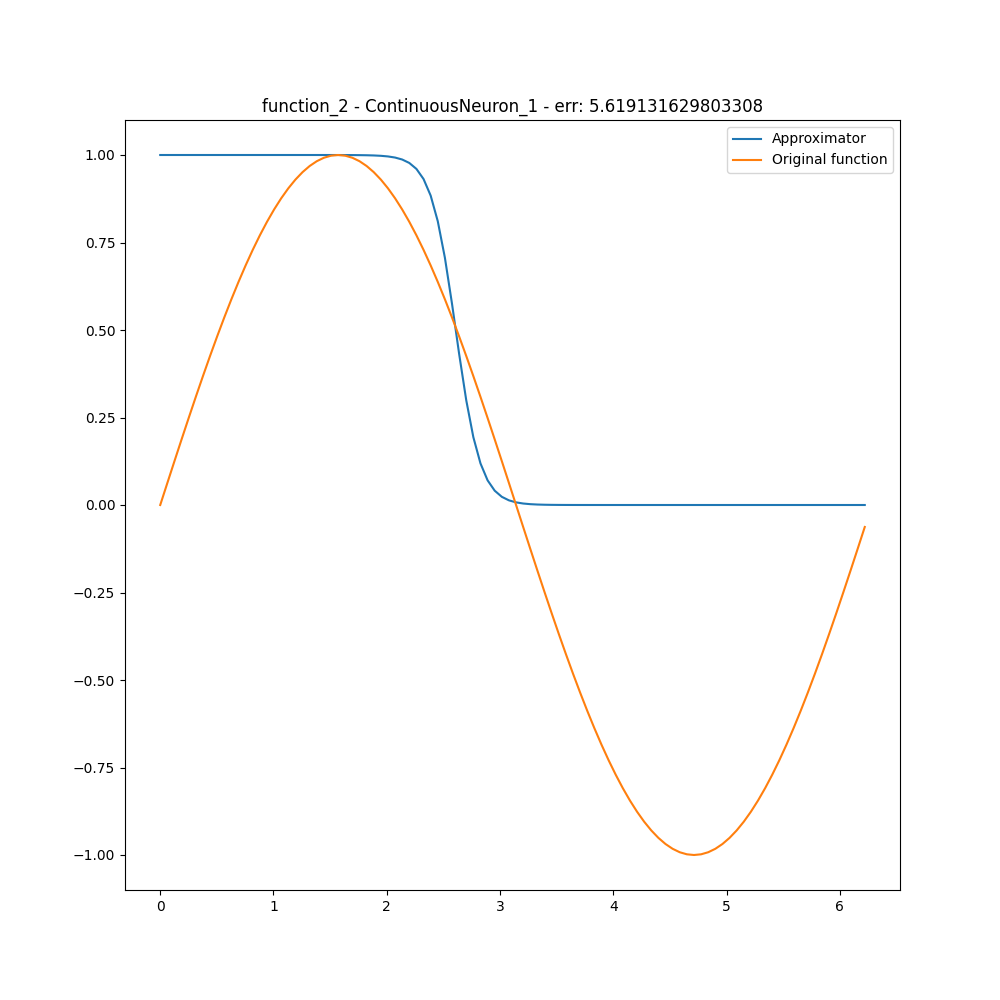 function_2 - ContinuousNeuron_1 - err: 5.619131629803308
Approximator
Original function
1.00
0.75
0.50
0.25
0.00
−0.25
−0.50
−0.75
−1.00
0 1 2 3 4 5 6